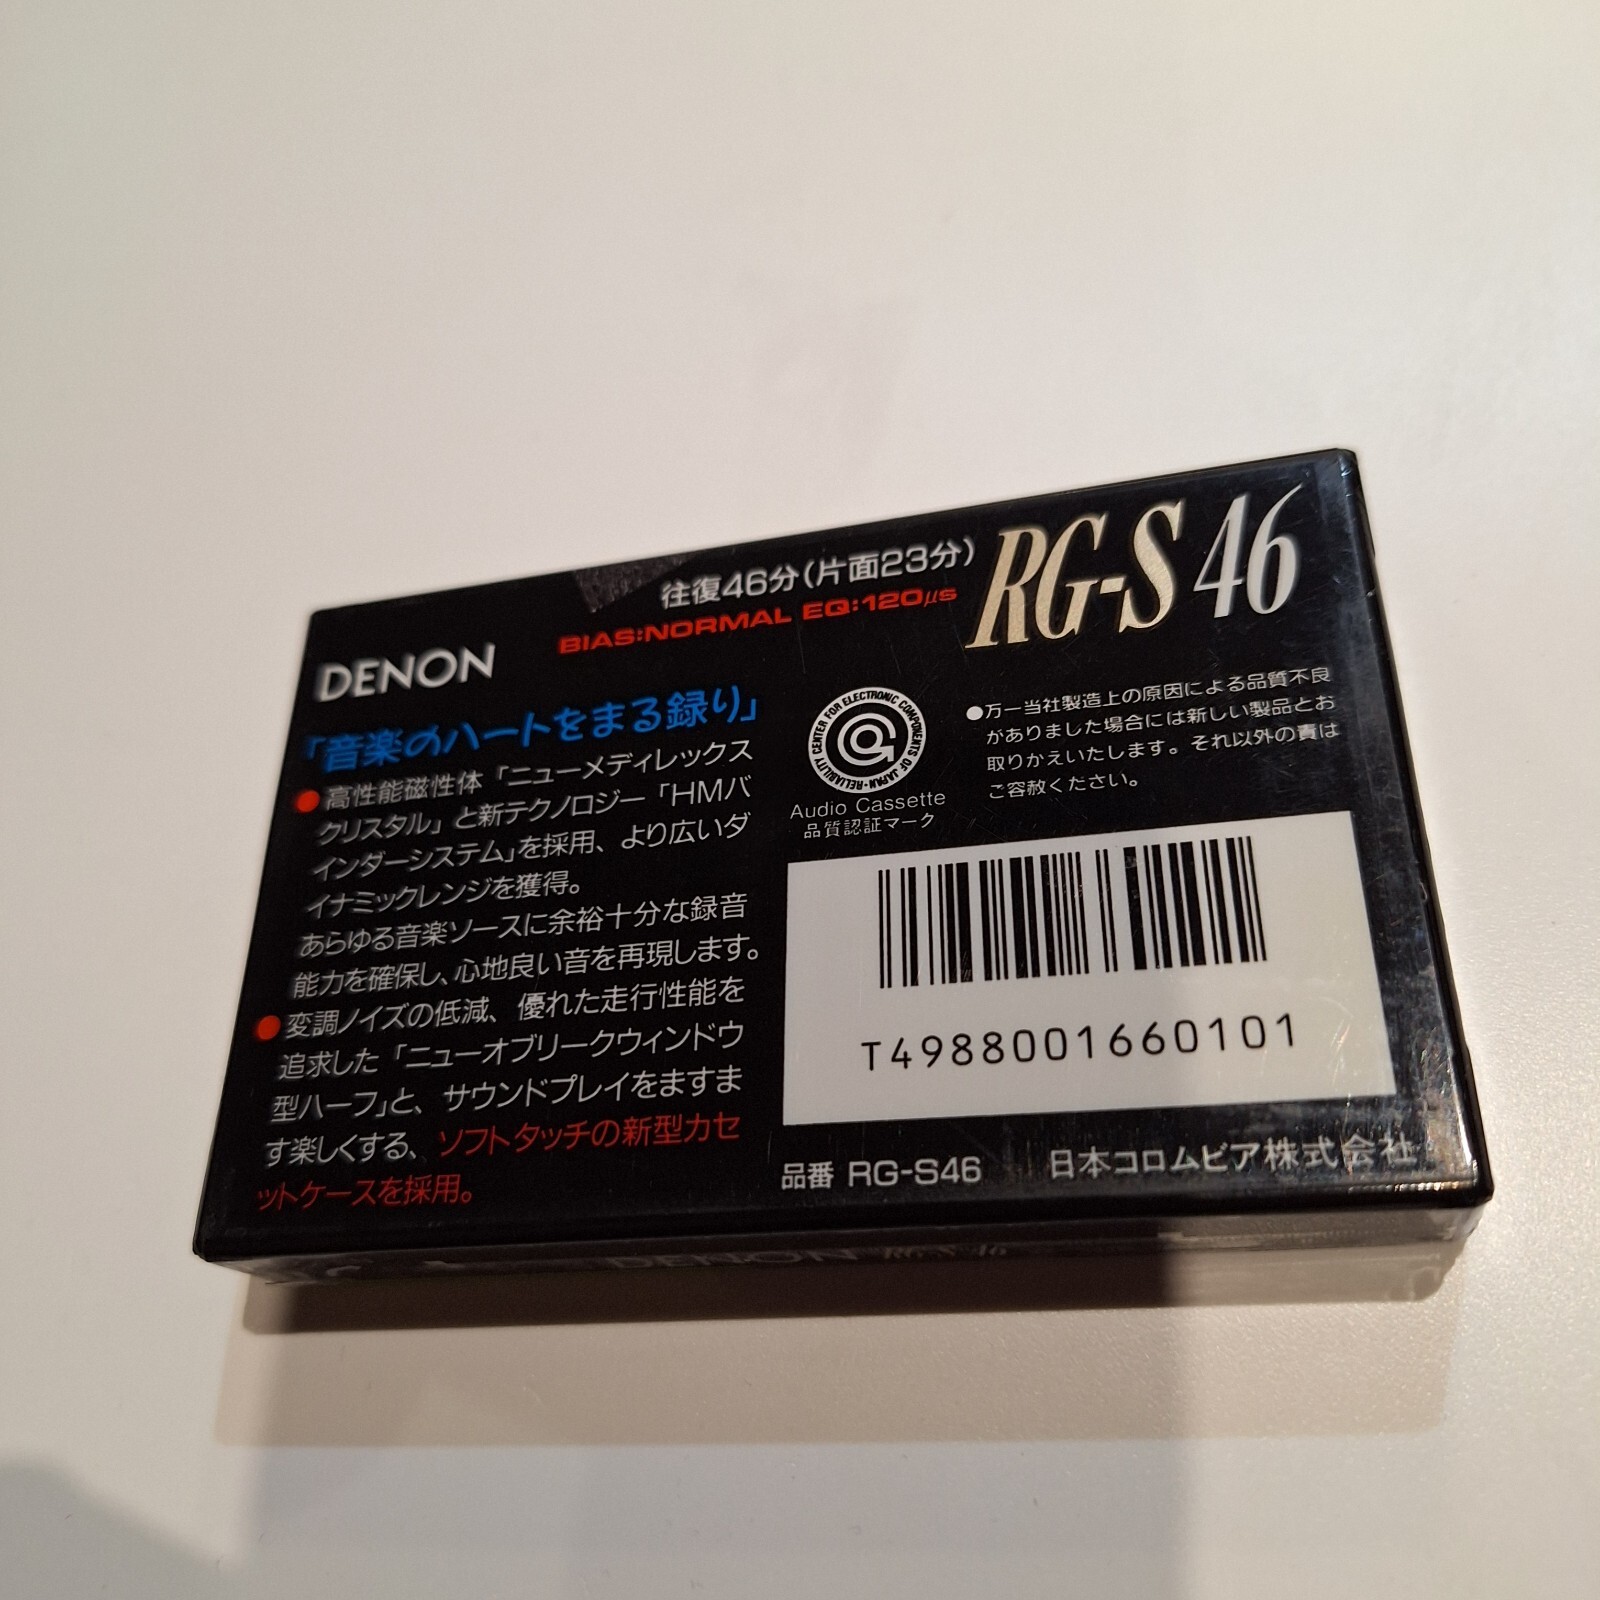 往復46分(片面23分)
BIAS:NORMAL EQ:120μs
RG-S 46
DENON
「音楽のハートをまる録り」
●高性能磁性体「ニューメディレックス
クリスタル」と新テクノロジー「HMバ
インダーシステム」を採用、より広いダ
イナミックレンジを獲得。
あらゆる音楽ソースに余裕十分な録音
能力を確保し、心地良い音を再現します。
●変調ノイズの低減、優れた走行性能を
追求した「ニューオブリークウィンドウ
型ハーフ」と、サウンドプレイをますま
す楽しくする、ソフトタッチの新型カセ
ットケースを採用。
RELIABILITY CENTER FOR ELECTRONIC COMPONENTS OF JAPAN
Audio Cassette
品質認証マーク
●万一当社製造上の原因による品質不良
がありました場合には新しい製品とお
取りかえいたします。それ以外の責は
ご容赦ください。
T4988001660101
品番 RG-S46
日本コロムビア株式会社
DENON RG-S 46